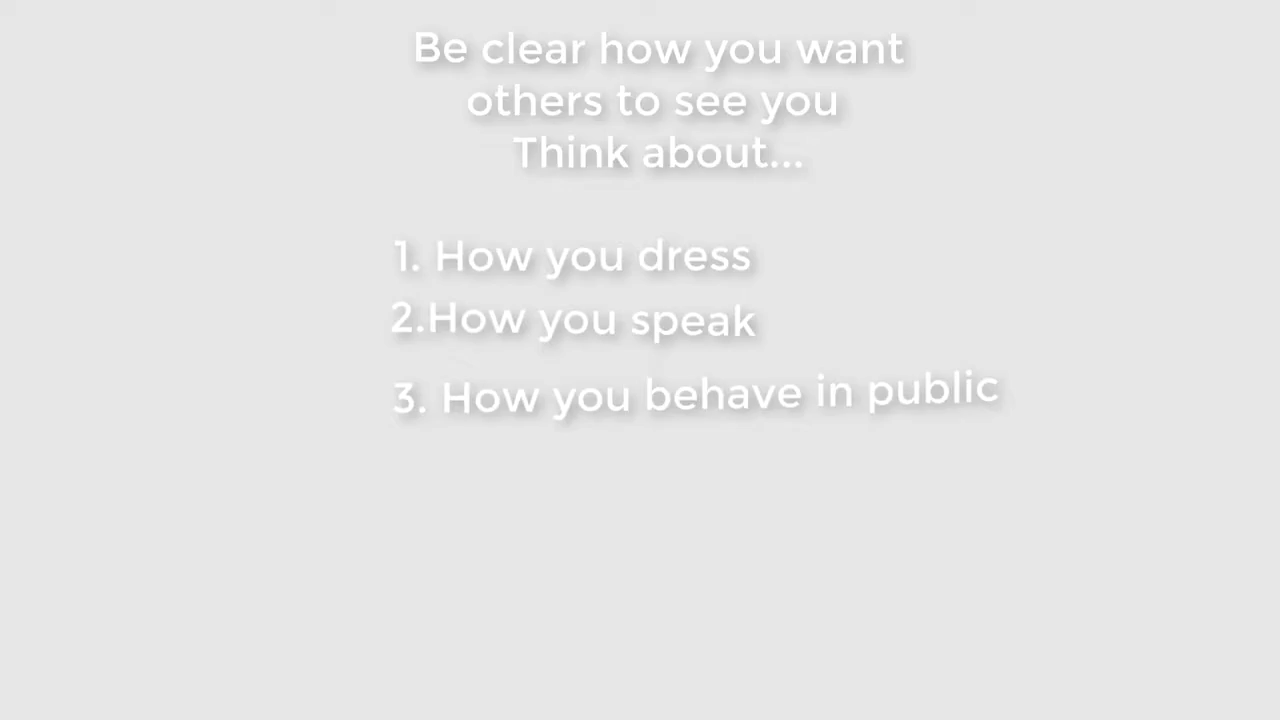 Be clear how you want
others to see you
Think about...
1. How you dress
2.How you speak
3. How you behave in public